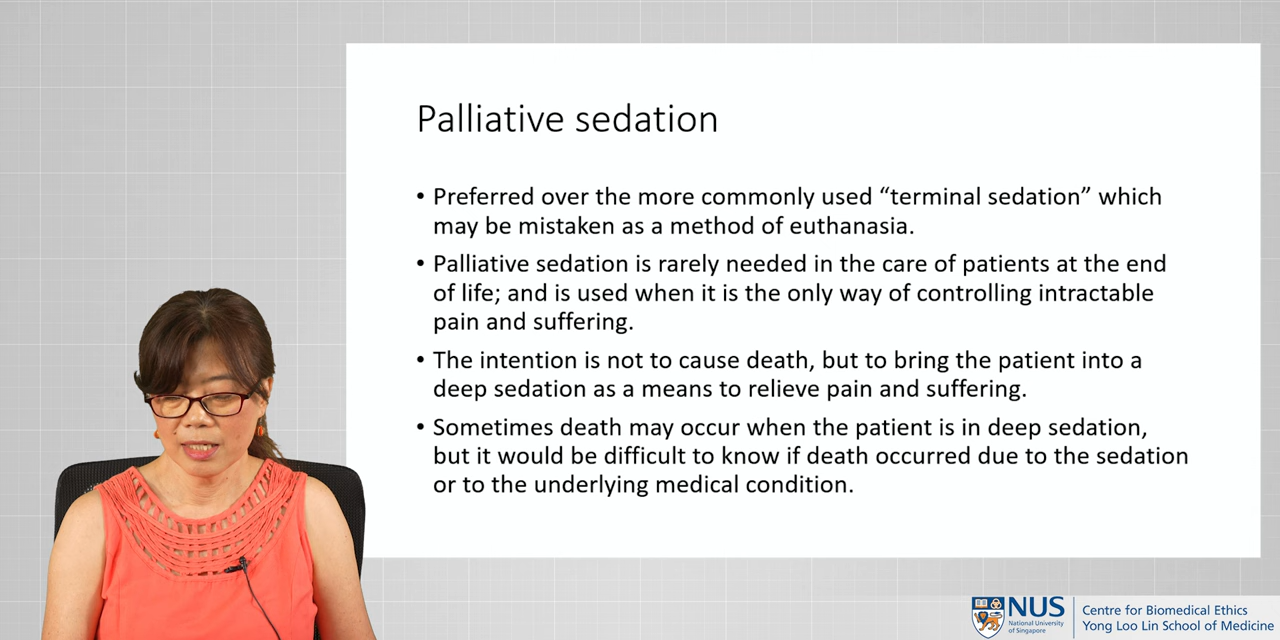 Palliative sedation
• Preferred over the more commonly used “terminal sedation” which
may be mistaken as a method of euthanasia.
• Palliative sedation is rarely needed in the care of patients at the end
of life; and is used when it is the only way of controlling intractable
pain and suffering.
• The intention is not to cause death, but to bring the patient into a
deep sedation as a means to relieve pain and suffering.
• Sometimes death may occur when the patient is in deep sedation,
but it would be difficult to know if death occurred due to the sedation
or to the underlying medical condition.
NUS
National University
of Singapore
Centre for Biomedical Ethics
Yong Loo Lin School of Medicine